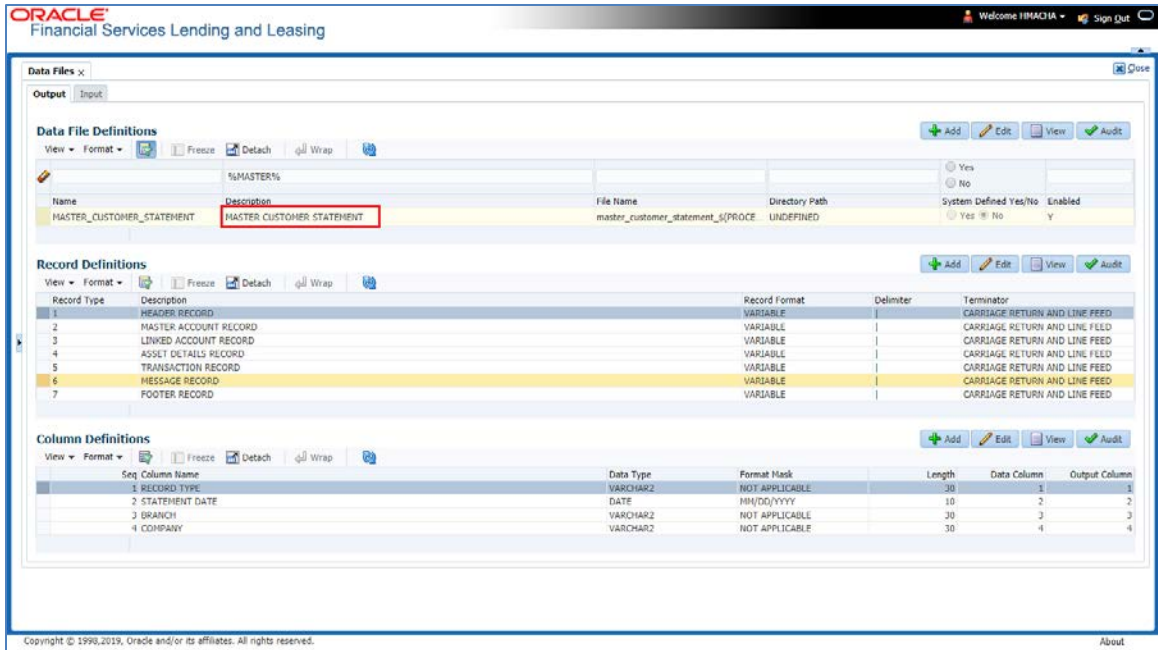 ORACLE
Financial Services Lending and Leasing
Welcome HMACHA Sign Out
Data Files × Close
Output Input
Data File Definitions Add Edit View Audit
View Format Freeze Detach Wrap
%MASTER% Yes
No
Name Description File Name Directory Path System Defined Yes/No Enabled
MASTER_CUSTOMER_STATEMENT MASTER CUSTOMER STATEMENT master_customer_statement_$(PROCE... UNDEFINED Yes No Y
Record Definitions Add Edit View Audit
View Format Freeze Detach Wrap
Record Type Description Record Format Delimiter Terminator
1 HEADER RECORD VARIABLE | CARRIAGE RETURN AND LINE FEED
2 MASTER ACCOUNT RECORD VARIABLE | CARRIAGE RETURN AND LINE FEED
3 LINKED ACCOUNT RECORD VARIABLE | CARRIAGE RETURN AND LINE FEED
4 ASSET DETAILS RECORD VARIABLE | CARRIAGE RETURN AND LINE FEED
5 TRANSACTION RECORD VARIABLE | CARRIAGE RETURN AND LINE FEED
6 MESSAGE RECORD VARIABLE | CARRIAGE RETURN AND LINE FEED
7 FOOTER RECORD VARIABLE | CARRIAGE RETURN AND LINE FEED
Column Definitions Add Edit View Audit
View Format Freeze Detach Wrap
Seq Column Name Data Type Format Mask Length Data Column Output Column
1 RECORD TYPE VARCHAR2 NOT APPLICABLE 30 1 1
2 STATEMENT DATE DATE MM/DD/YYYY 10 2 2
3 BRANCH VARCHAR2 NOT APPLICABLE 30 3 3
4 COMPANY VARCHAR2 NOT APPLICABLE 30 4 4
Copyright © 1998,2019, Oracle and/or its affiliates. All rights reserved. About